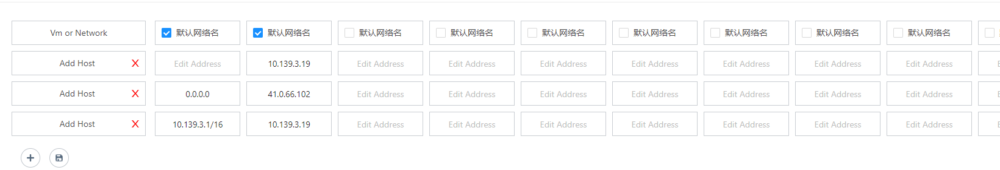 Vm or Network 默认网络名 默认网络名 默认网络名 默认网络名 默认网络名 默认网络名 默认网络名 默认网络名 默认网络名 默认
Add Host X Edit Address 10.139.3.19 Edit Address Edit Address Edit Address Edit Address Edit Address Edit Address Edit Address
Add Host X 0.0.0.0 41.0.66.102 Edit Address Edit Address Edit Address Edit Address Edit Address Edit Address Edit Address
Add Host X 10.139.3.1/16 10.139.3.19 Edit Address Edit Address Edit Address Edit Address Edit Address Edit Address Edit Address